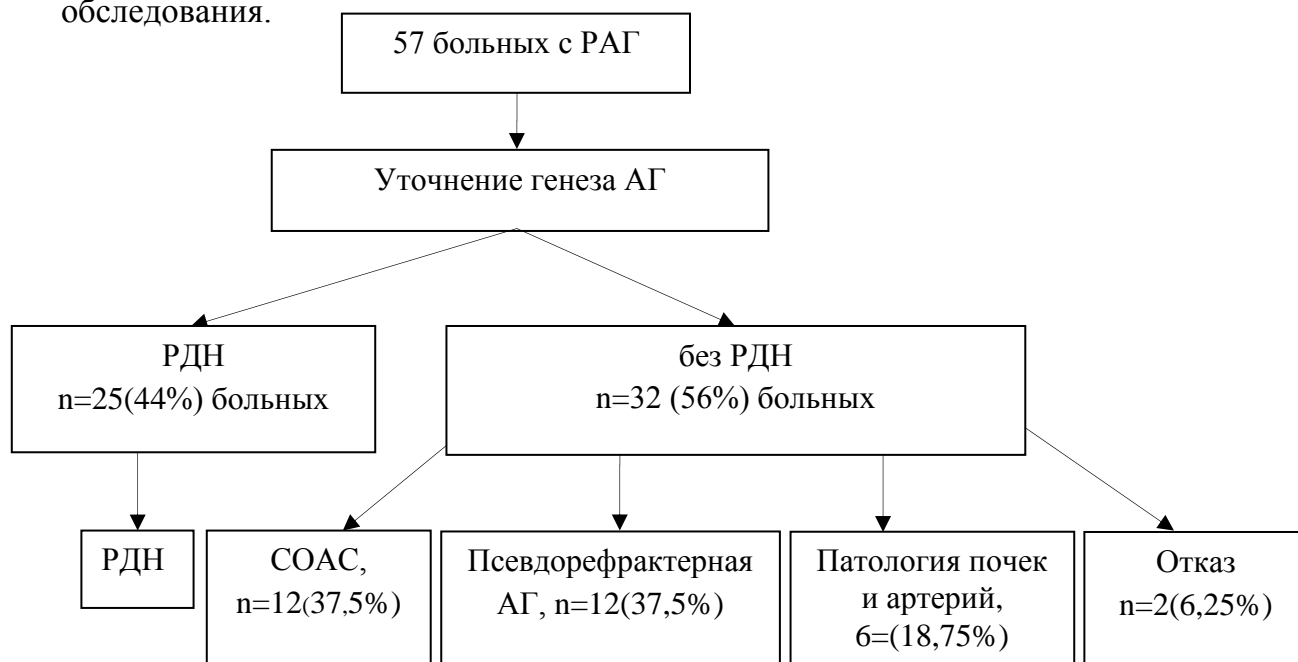 обследования.
57 больных с РАГ
Уточнение генеза АГ
РДН
n=25(44%) больных
без РДН
n=32 (56%) больных
РДН
СОАС,
n=12(37,5%)
Псевдорефрактерная
АГ, n=12(37,5%)
Патология почек
и артерий,
6=(18,75%)
Отказ
n=2(6,25%)